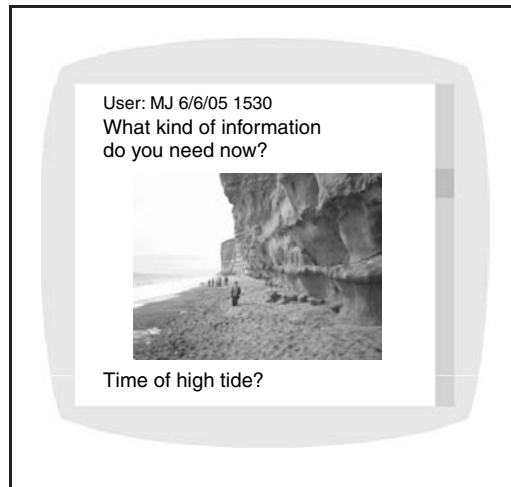 User: MJ 6/6/05 1530
What kind of information
do you need now?
Time of high tide?